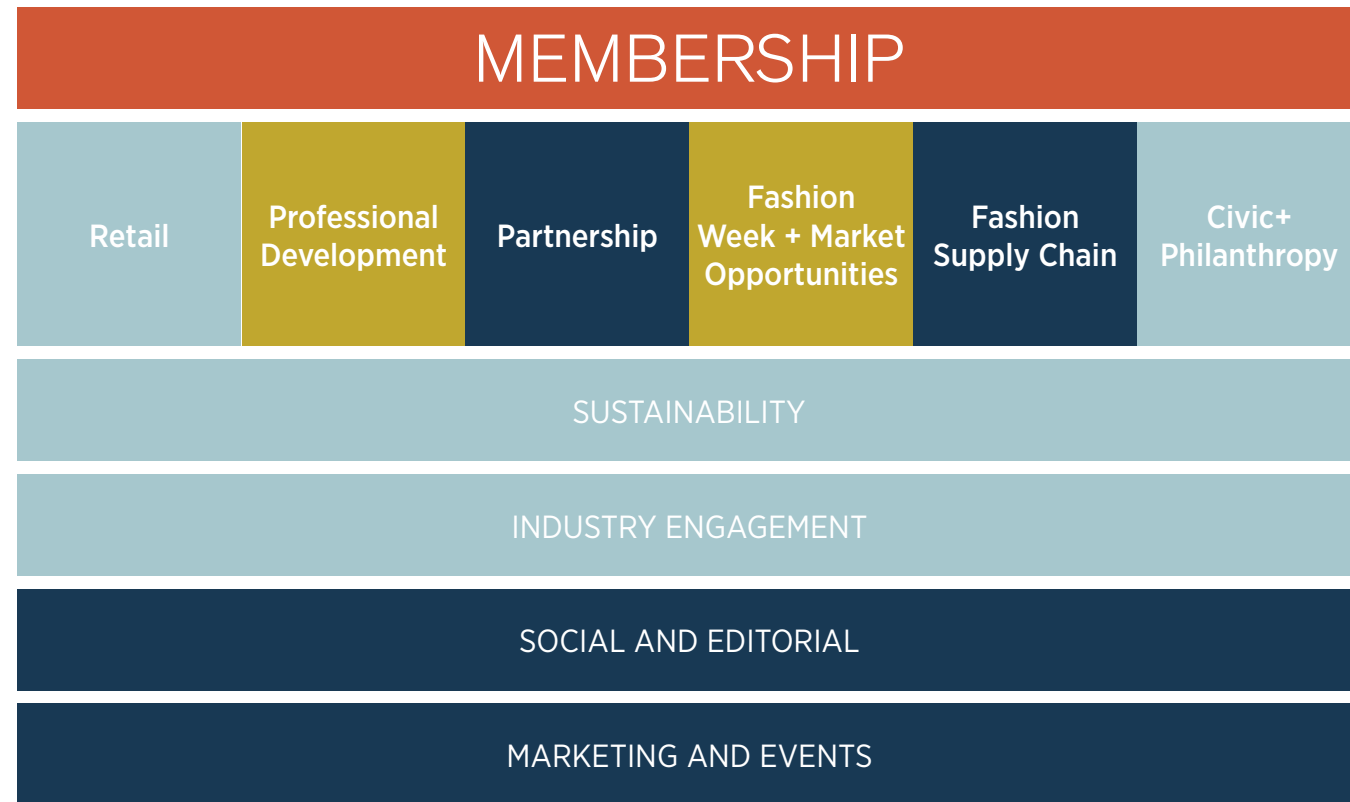 MEMBERSHIP
Retail
Professional
Development
Partnership
Fashion
Week + Market
Opportunities
Fashion
Supply Chain
Civic+
Philanthropy
SUSTAINABILITY
INDUSTRY ENGAGEMENT
SOCIAL AND EDITORIAL
MARKETING AND EVENTS